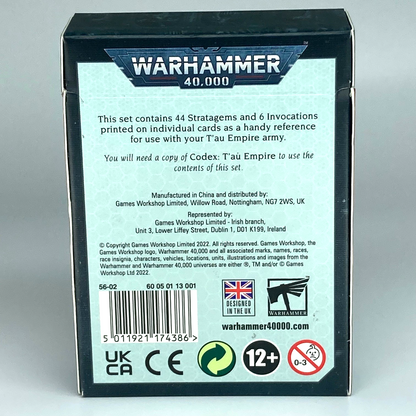 WARHAMMER
40,000
This set contains 44 Stratagems and 6 Invocations
printed on individual cards as a handy reference
for use with your T'au Empire army.
You will need a copy of Codex: T'au Empire to use the
contents of this set.
Manufactured in China and distributed by:
Games Workshop Limited, Willow Road, Nottingham, NG7 2WS, UK
Represented by:
Games Workshop Limited - Irish branch,
Unit 3, Lower Liffey Street, Dublin 1, D01 K199, Ireland
© Copyright Games Workshop Limited 2022. All rights reserved. Games Workshop, the
Games Workshop logo, Warhammer 40,000 and all associated marks, names, races,
race insignia, characters, vehicles, locations, units, illustrations and images from the
Warhammer and Warhammer 40,000 universes are either ®, TM and/or © Games
Workshop Ltd 2022.
56-02 60 05 01 13 001
5 011921 174386 >
DESIGNED
IN THE UK
WARHAMMER
warhammer40000.com
UK
CA
CE
12+
0-3